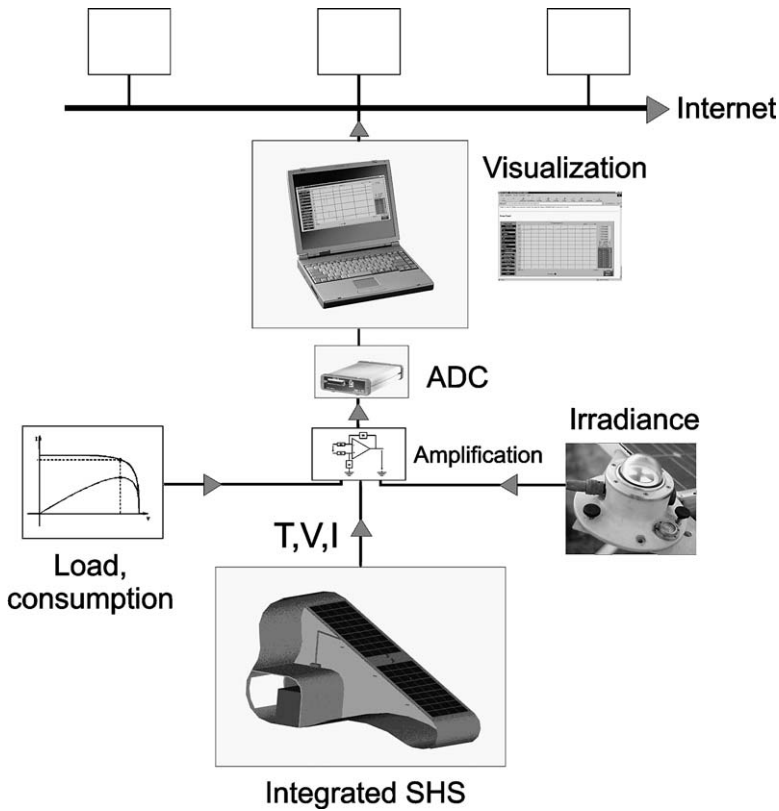 Internet
Visualization
ADC
Irradiance
Amplification
I
V
T,V,I
Load,
consumption
Integrated SHS